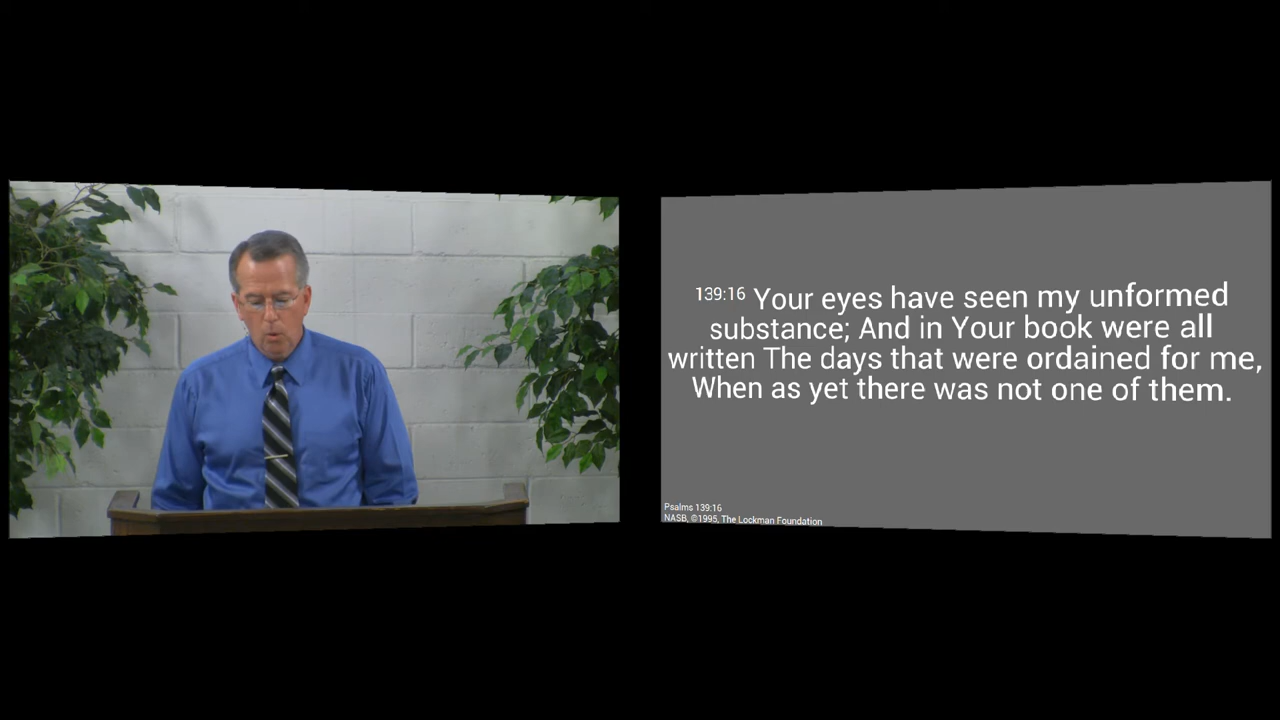 139:16 Your eyes have seen my unformed
substance; And in Your book were all
written The days that were ordained for me,
When as yet there was not one of them.
Psalms 139:16
NASB, ©1995, The Lockman Foundation